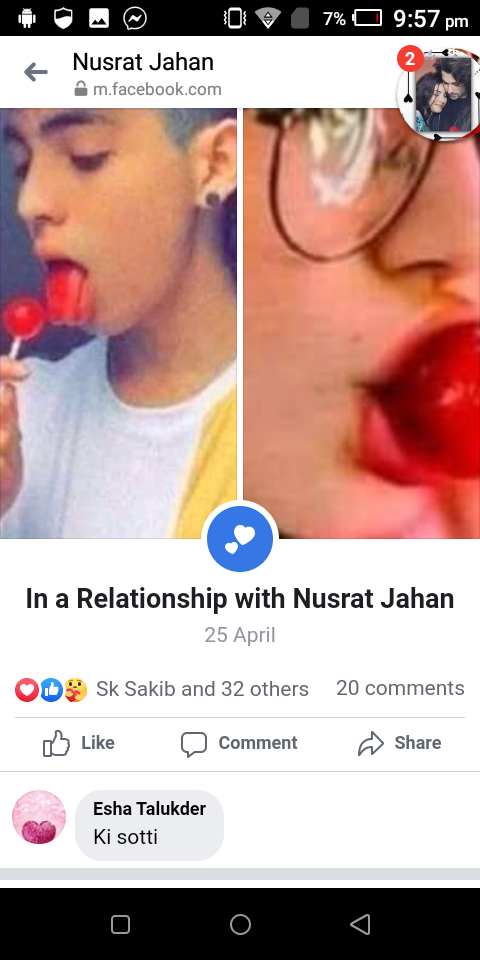 7% 9:57 pm
Nusrat Jahan
m.facebook.com
2
In a Relationship with Nusrat Jahan
25 April
Sk Sakib and 32 others 20 comments
Like Comment Share
Esha Talukder
Ki sotti